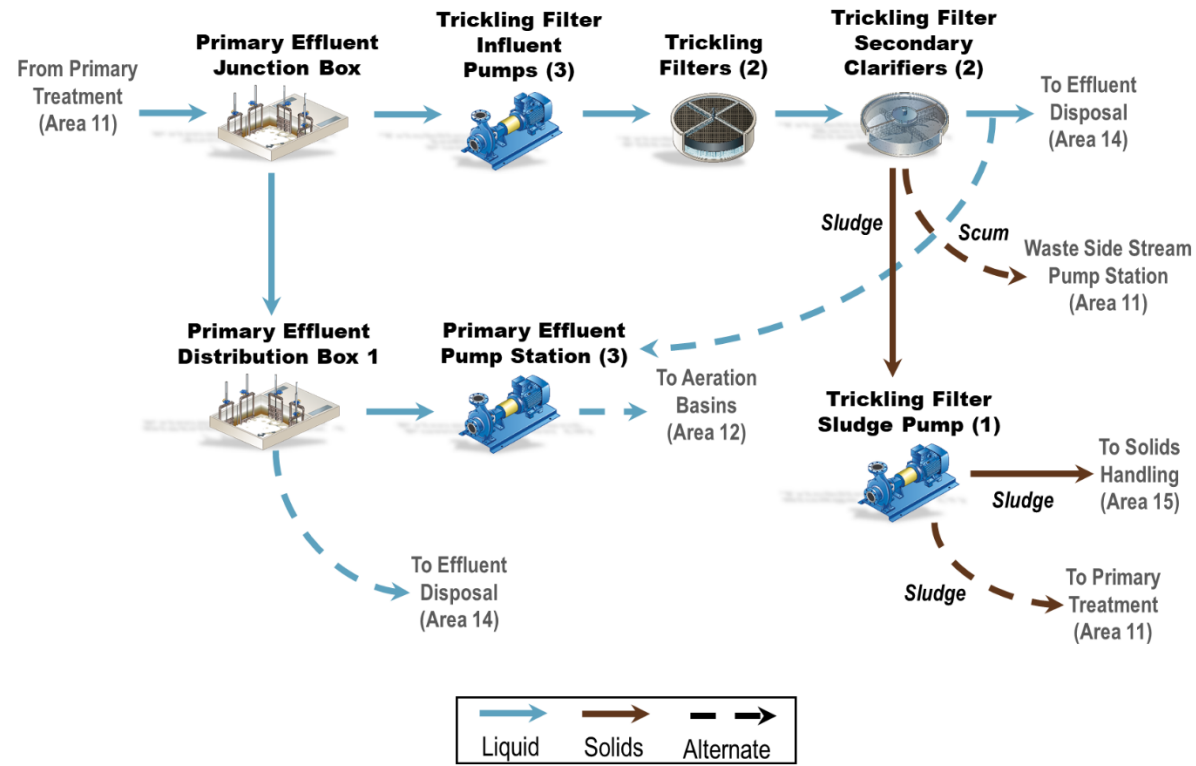 From Primary
Treatment
(Area 11)
Primary Effluent
Junction Box
Trickling Filter
Influent
Pumps (3)
Trickling
Filters (2)
Trickling Filter
Secondary
Clarifiers (2)
To Effluent
Disposal
(Area 14)
Sludge
Scum
Waste Side Stream
Pump Station
(Area 11)
Primary Effluent
Distribution Box 1
Primary Effluent
Pump Station (3)
To Aeration
Basins
(Area 12)
Trickling Filter
Sludge Pump (1)
Sludge
To Solids
Handling
(Area 15)
To Effluent
Disposal
(Area 14)
Sludge
To Primary
Treatment
(Area 11)
Liquid
Solids
Alternate